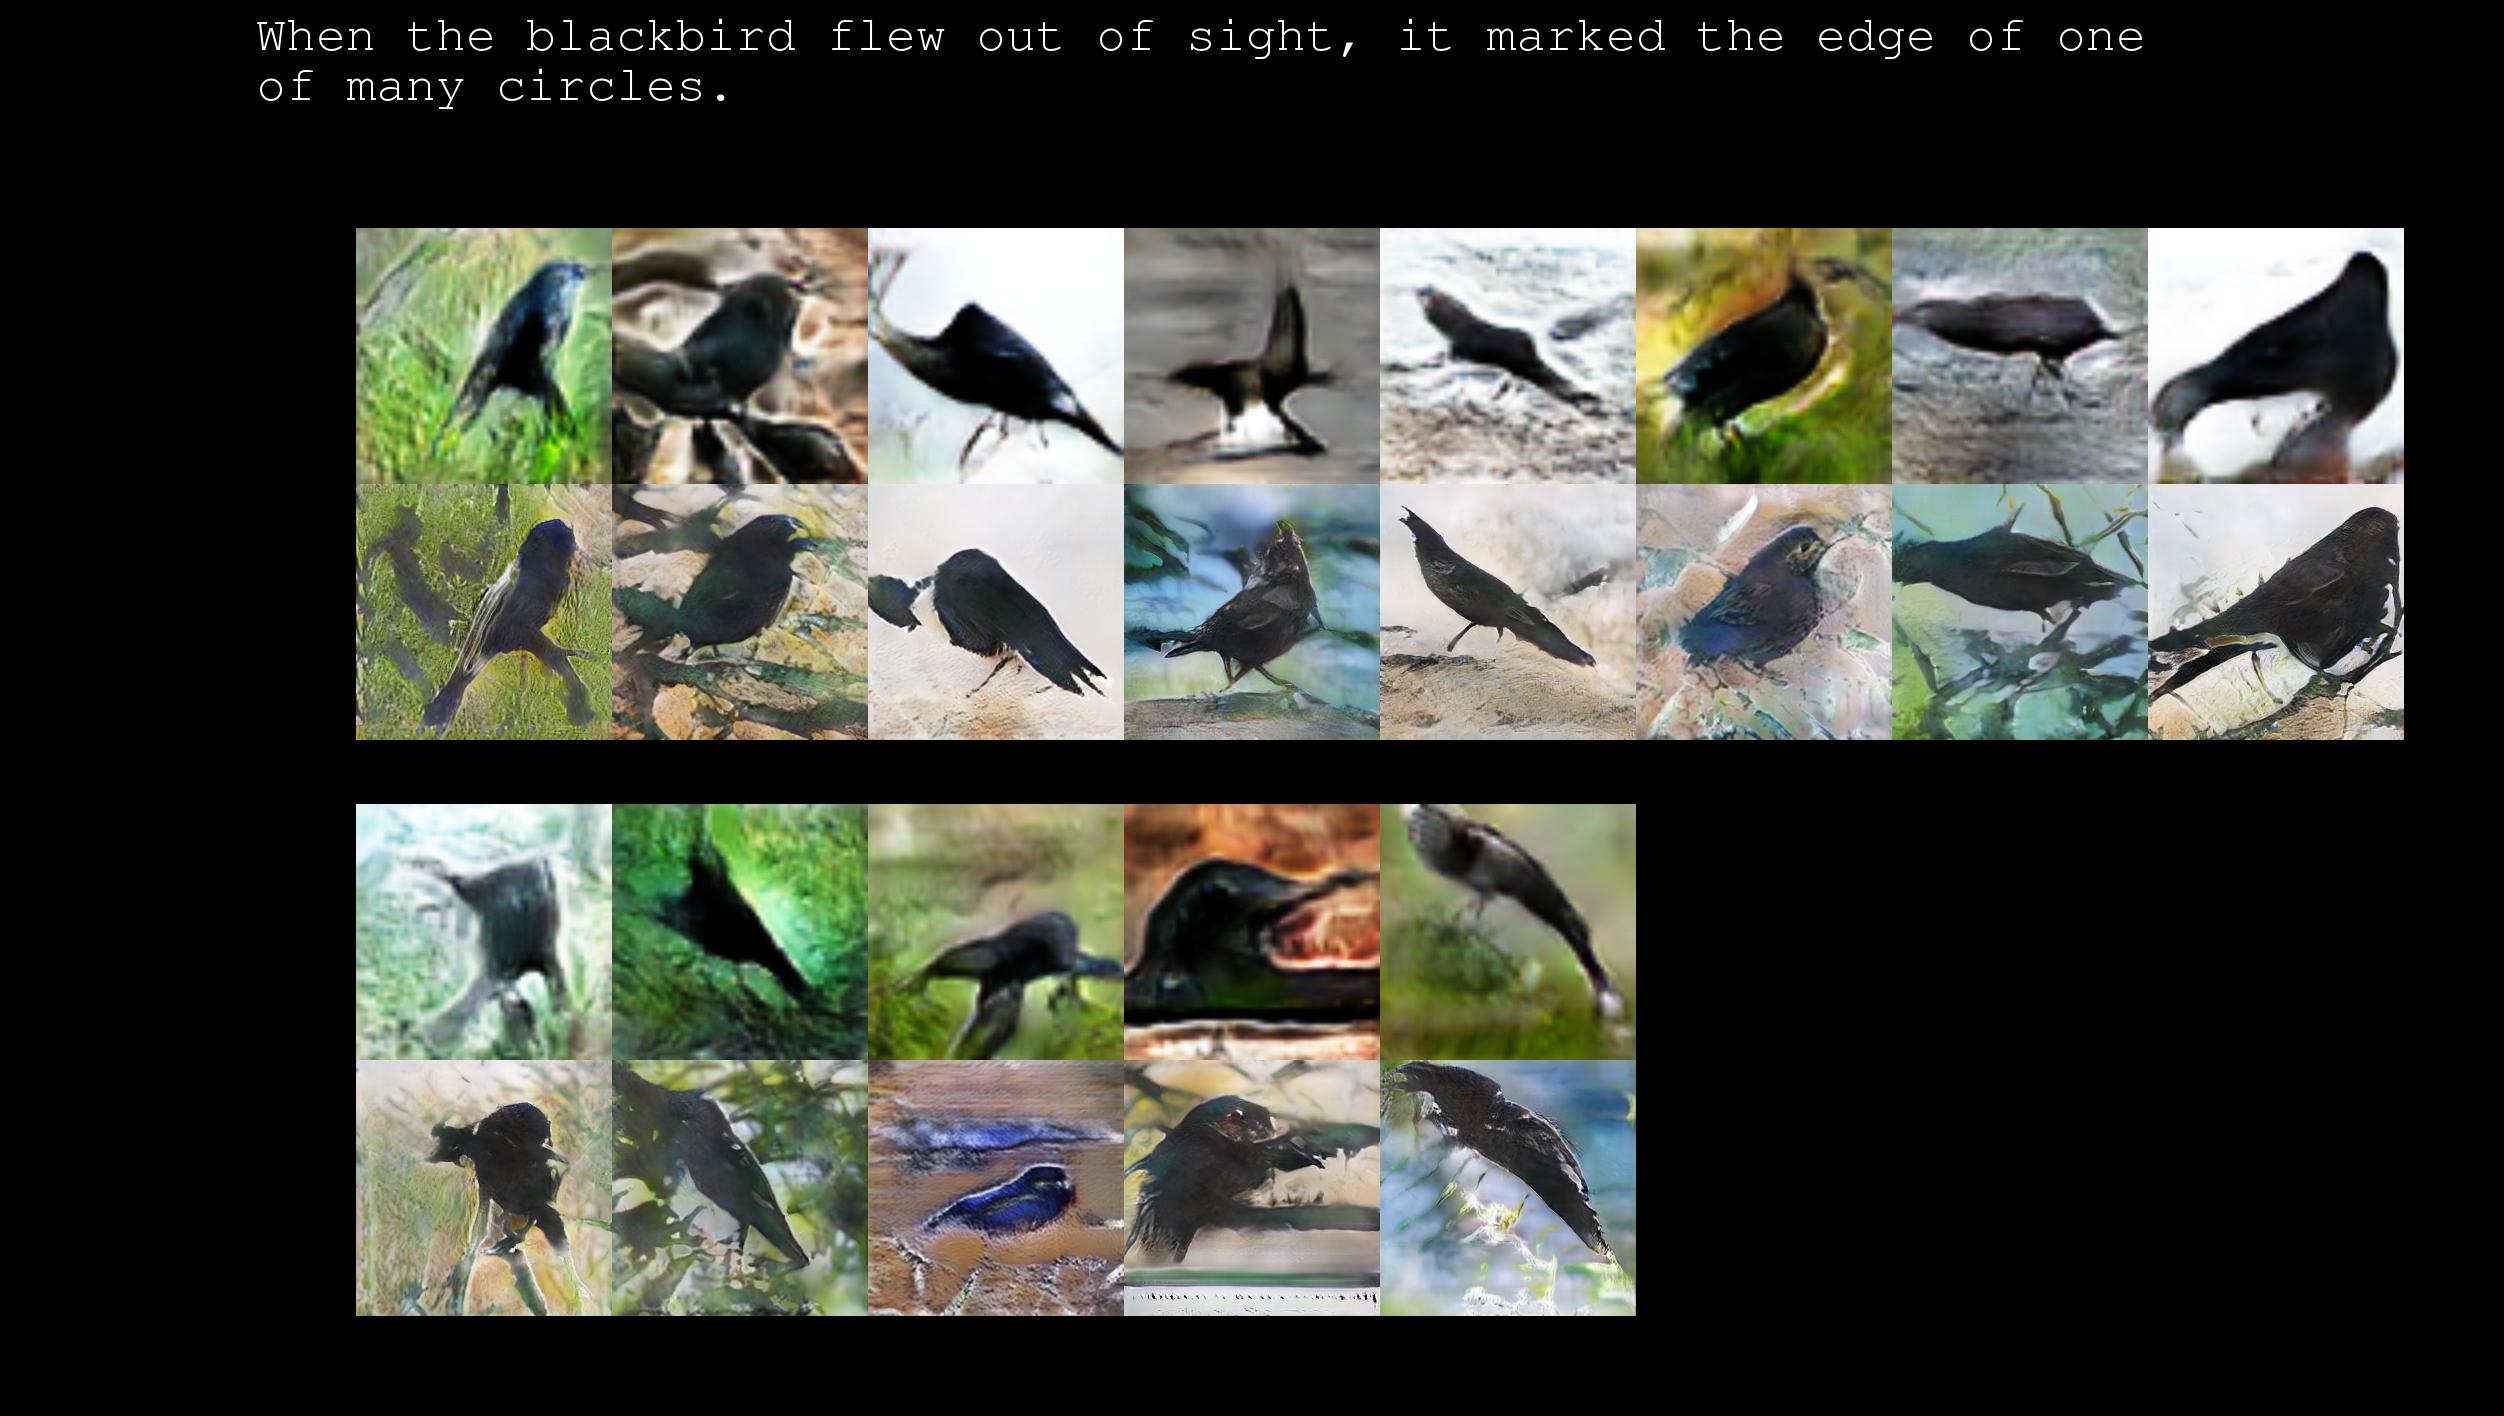 When the blackbird flew out of sight, it marked the edge of one
of many circles.